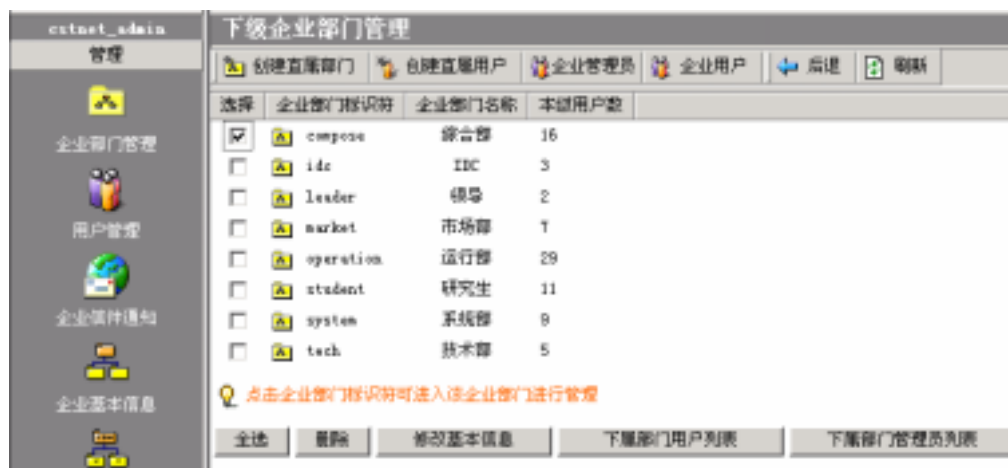 cstnet_admin
管理
企业部门管理
用户管理
企业信件通知
企业基本信息
下级企业部门管理
创建直属部门 创建直属用户 企业管理员 企业用户 后退 刷新
选择 企业部门标识符 企业部门名称 本级用户数
compose 综合部 16
idc IDC 3
leader 领导 2
market 市场部 7
operation 运行部 29
student 研究生 11
system 系统部 9
tech 技术部 5
点击企业部门标识符可进入该企业部门进行管理
全选 删除 修改基本信息 下属部门用户列表 下属部门管理员列表